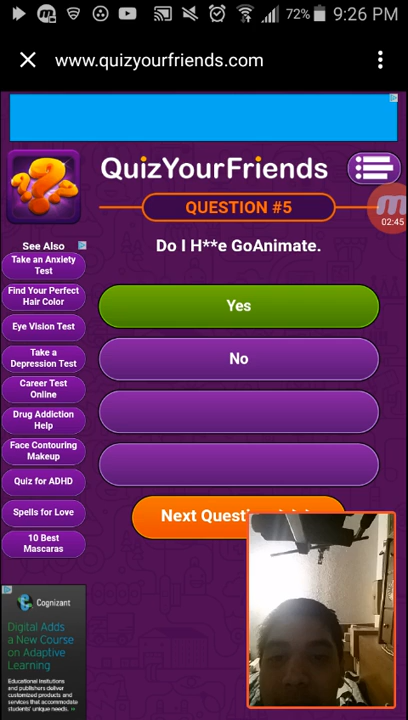 72% 9:26 PM
www.quizyourfriends.com
QuizYourFriends
QUESTION #5
02:45
See Also
Do I H**e GoAnimate.
Take an Anxiety
Test
Find Your Perfect
Hair Color
Eye Vision Test
Take a
Depression Test
Career Test
Online
Drug Addiction
Help
Face Contouring
Makeup
Quiz for ADHD
Spells for Love
10 Best
Mascaras
Yes
No
Next
Cognizant
Digital Adds
a New Course
on Adaptive
Learning
Educational institutions
and publishers deliver
customized products and
services that accommodate
students' unique needs.